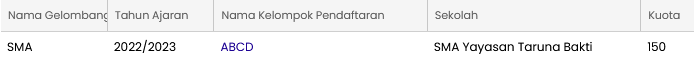 Nama Gelombang Tahun Ajaran Nama Kelompok Pendaftaran Sekolah Kuota
SMA 2022/2023 ABCD SMA Yayasan Taruna Bakti 150